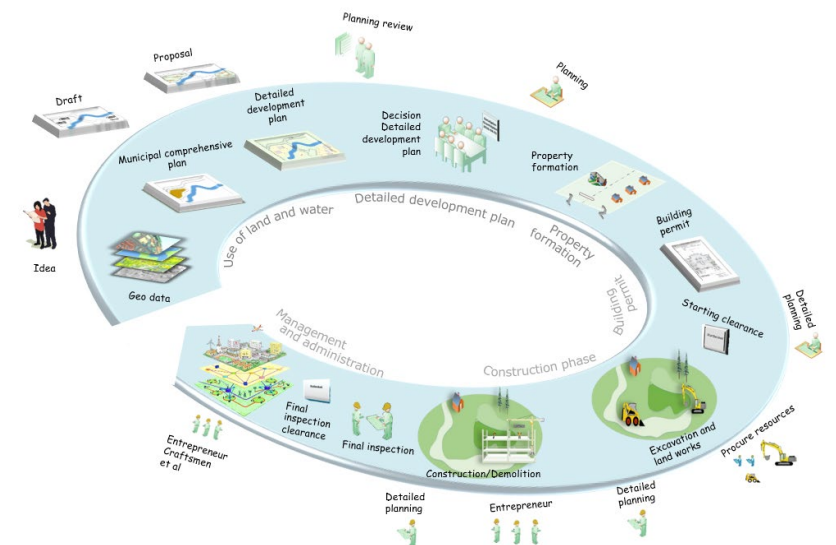 Planning review
Proposal
Draft
Detailed
development
plan
Planning
Decision
Detailed
development
plan
Municipal comprehensive
plan
Property
formation
Building
permit
Idea
Geo data
Use of land and water
Detailed development plan
Property
formation
Building
permit
Starting clearance
Detailed
planning
Management
and administration
Construction phase
Excavation and
land works
Procure resources
Final
inspection
clearance
Final inspection
Construction/Demolition
Entrepreneur
Craftsmen
et al
Detailed
planning
Entrepreneur
Detailed
planning